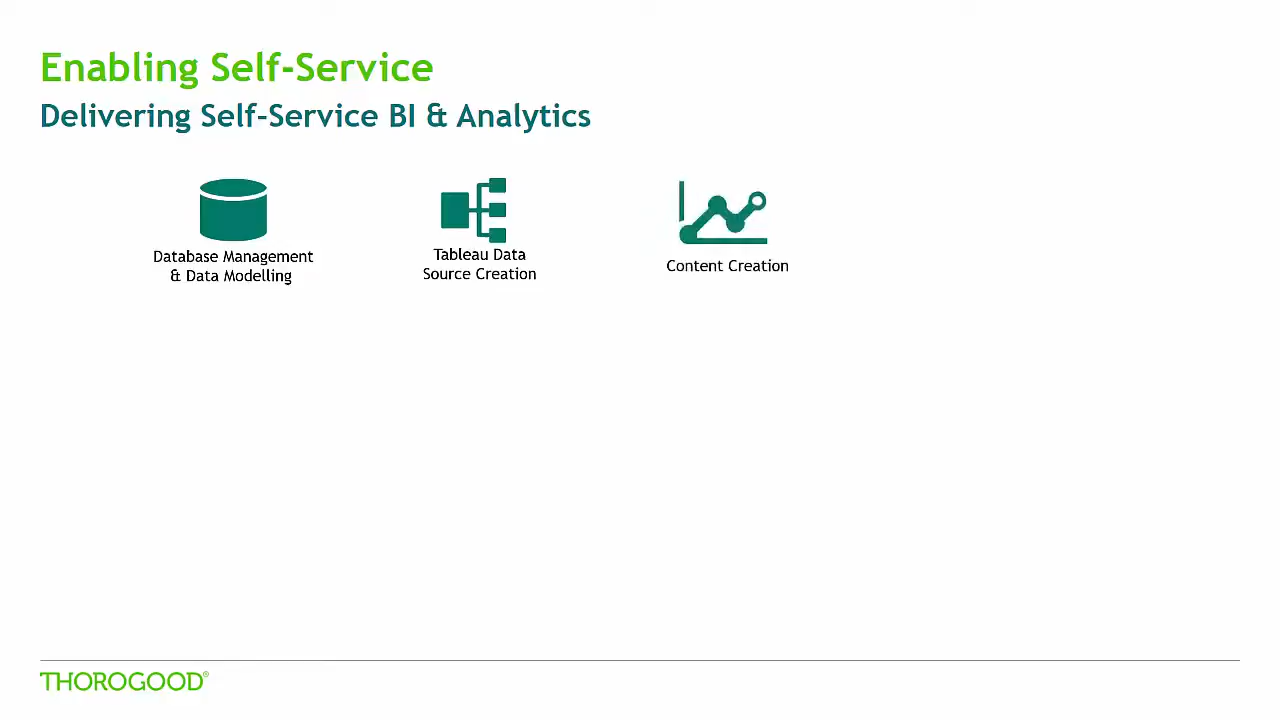 Enabling Self-Service
Delivering Self-Service BI & Analytics
Database Management
& Data Modelling
Tableau Data
Source Creation
Content Creation
THOROGOOD®